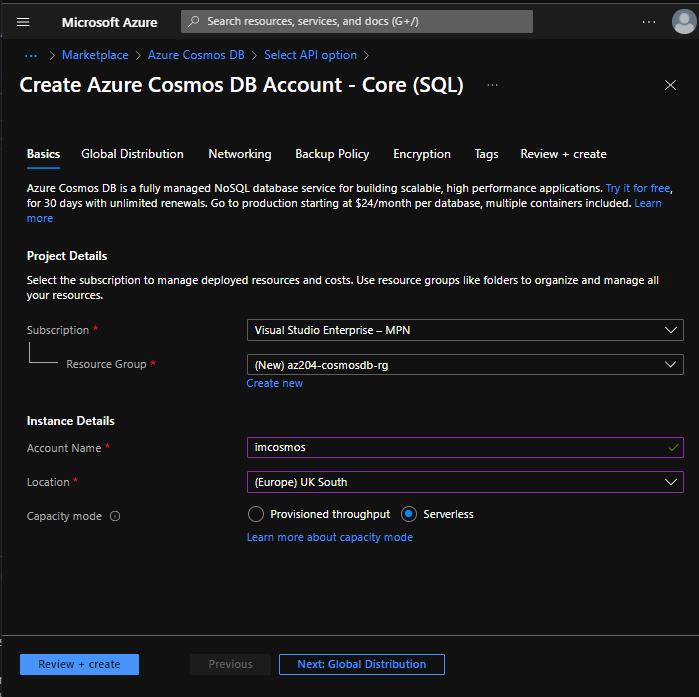 Microsoft Azure
Search resources, services, and docs (G+/)
...
... > Marketplace > Azure Cosmos DB > Select API option >
Create Azure Cosmos DB Account - Core (SQL) ...
Basics Global Distribution Networking Backup Policy Encryption Tags Review + create
Azure Cosmos DB is a fully managed NoSQL database service for building scalable, high performance applications. Try it for free,
for 30 days with unlimited renewals. Go to production starting at $24/month per database, multiple containers included. Learn
more
Project Details
Select the subscription to manage deployed resources and costs. Use resource groups like folders to organize and manage all
your resources.
Subscription *
Visual Studio Enterprise – MPN
Resource Group *
(New) az204-cosmosdb-rg
Create new
Instance Details
Account Name *
imcosmos
Location *
(Europe) UK South
Capacity mode
Provisioned throughput
Serverless
Learn more about capacity mode
Review + create
Previous
Next: Global Distribution